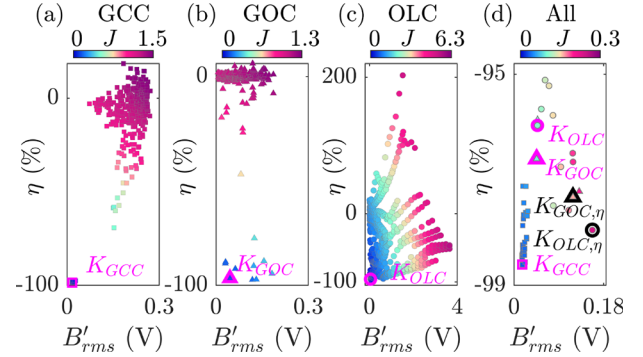 (a) GCC
0 J 1.5
η (%)
0
-100
K_GCC
0 0.3
B'_rms (V)
(b) GOC
0 J 1.3
η (%)
0
-100
K_GOC
0 0.3
B'_rms (V)
(c) OLC
0 J 6.3
200
η (%)
0
-100
K_OLC
0 4
B'_rms (V)
(d) All
0 J 0.3
-95
η (%)
-99
K_OLC
K_GOC
K_GOC,η
K_OLC,η
K_GCC
0 0.18
B'_rms (V)